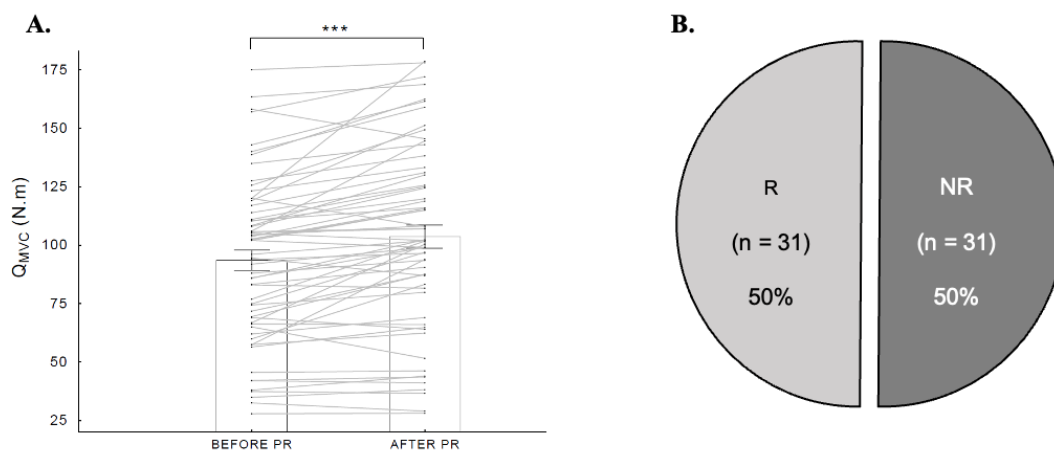 A.
***
175
150
125
100
75
50
25
QMVC (N.m)
BEFORE PR
AFTER PR
B.
R
(n = 31)
50%
NR
(n = 31)
50%